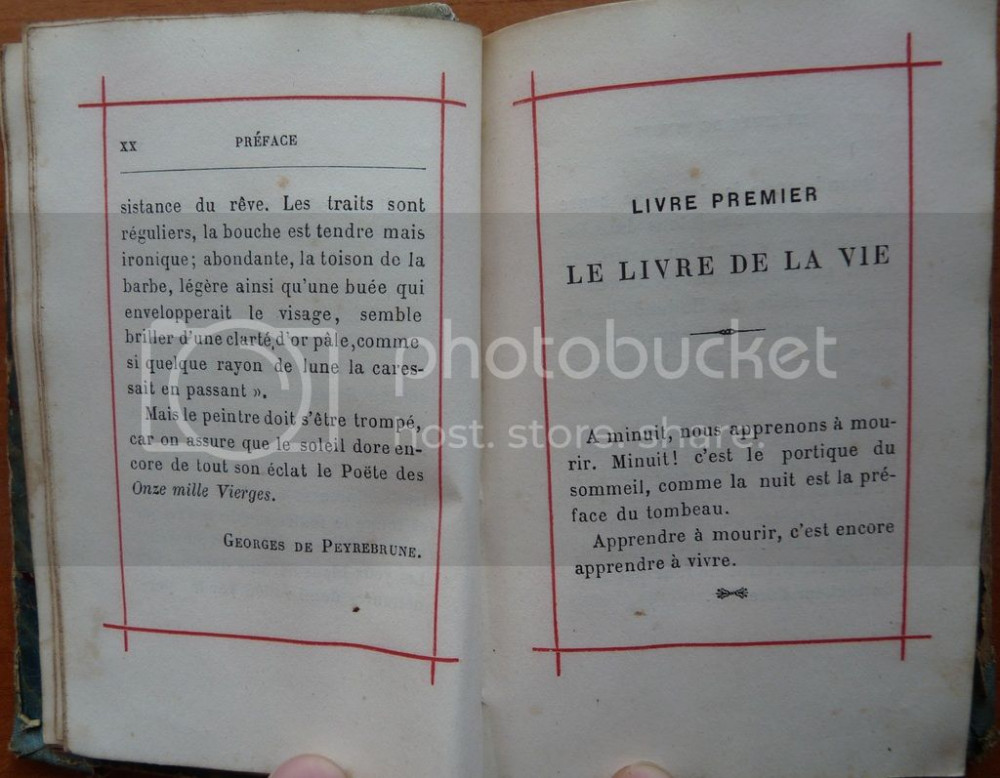 XX PRÉFACE
sistance du rêve. Les traits sont
réguliers, la bouche est tendre mais
ironique; abondante, la toison de la
barbe, légère ainsi qu'une buée qui
envelopperait le visage, semble
briller d'une clarté d'or pâle, comme
si quelque rayon de lune la cares-
sait en passant ».
Mais le peintre doit s'être trompé,
car on assure que le soleil dore en-
core de tout son éclat le Poëte des
Onze mille Vierges.
GEORGES DE PEYREBRUNE.
LIVRE PREMIER
LE LIVRE DE LA VIE
A minuit, nous apprenons à mou-
rir. Minuit! c'est le portique du
sommeil, comme la nuit est la pré-
face du tombeau.
Apprendre à mourir, c'est encore
apprendre à vivre.
photobucket
host. store. share.